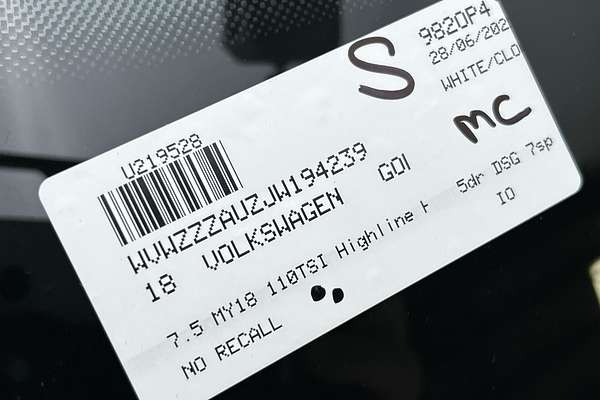 S
9820P4
28/06/202
WHITE/CLO
U219528
MC
WVWZZZAUZJW194239
18 VOLKSWAGEN GDI
7.5 MY18 110TSI Highline H 5dr DSG 7sp
NO RECALL IO